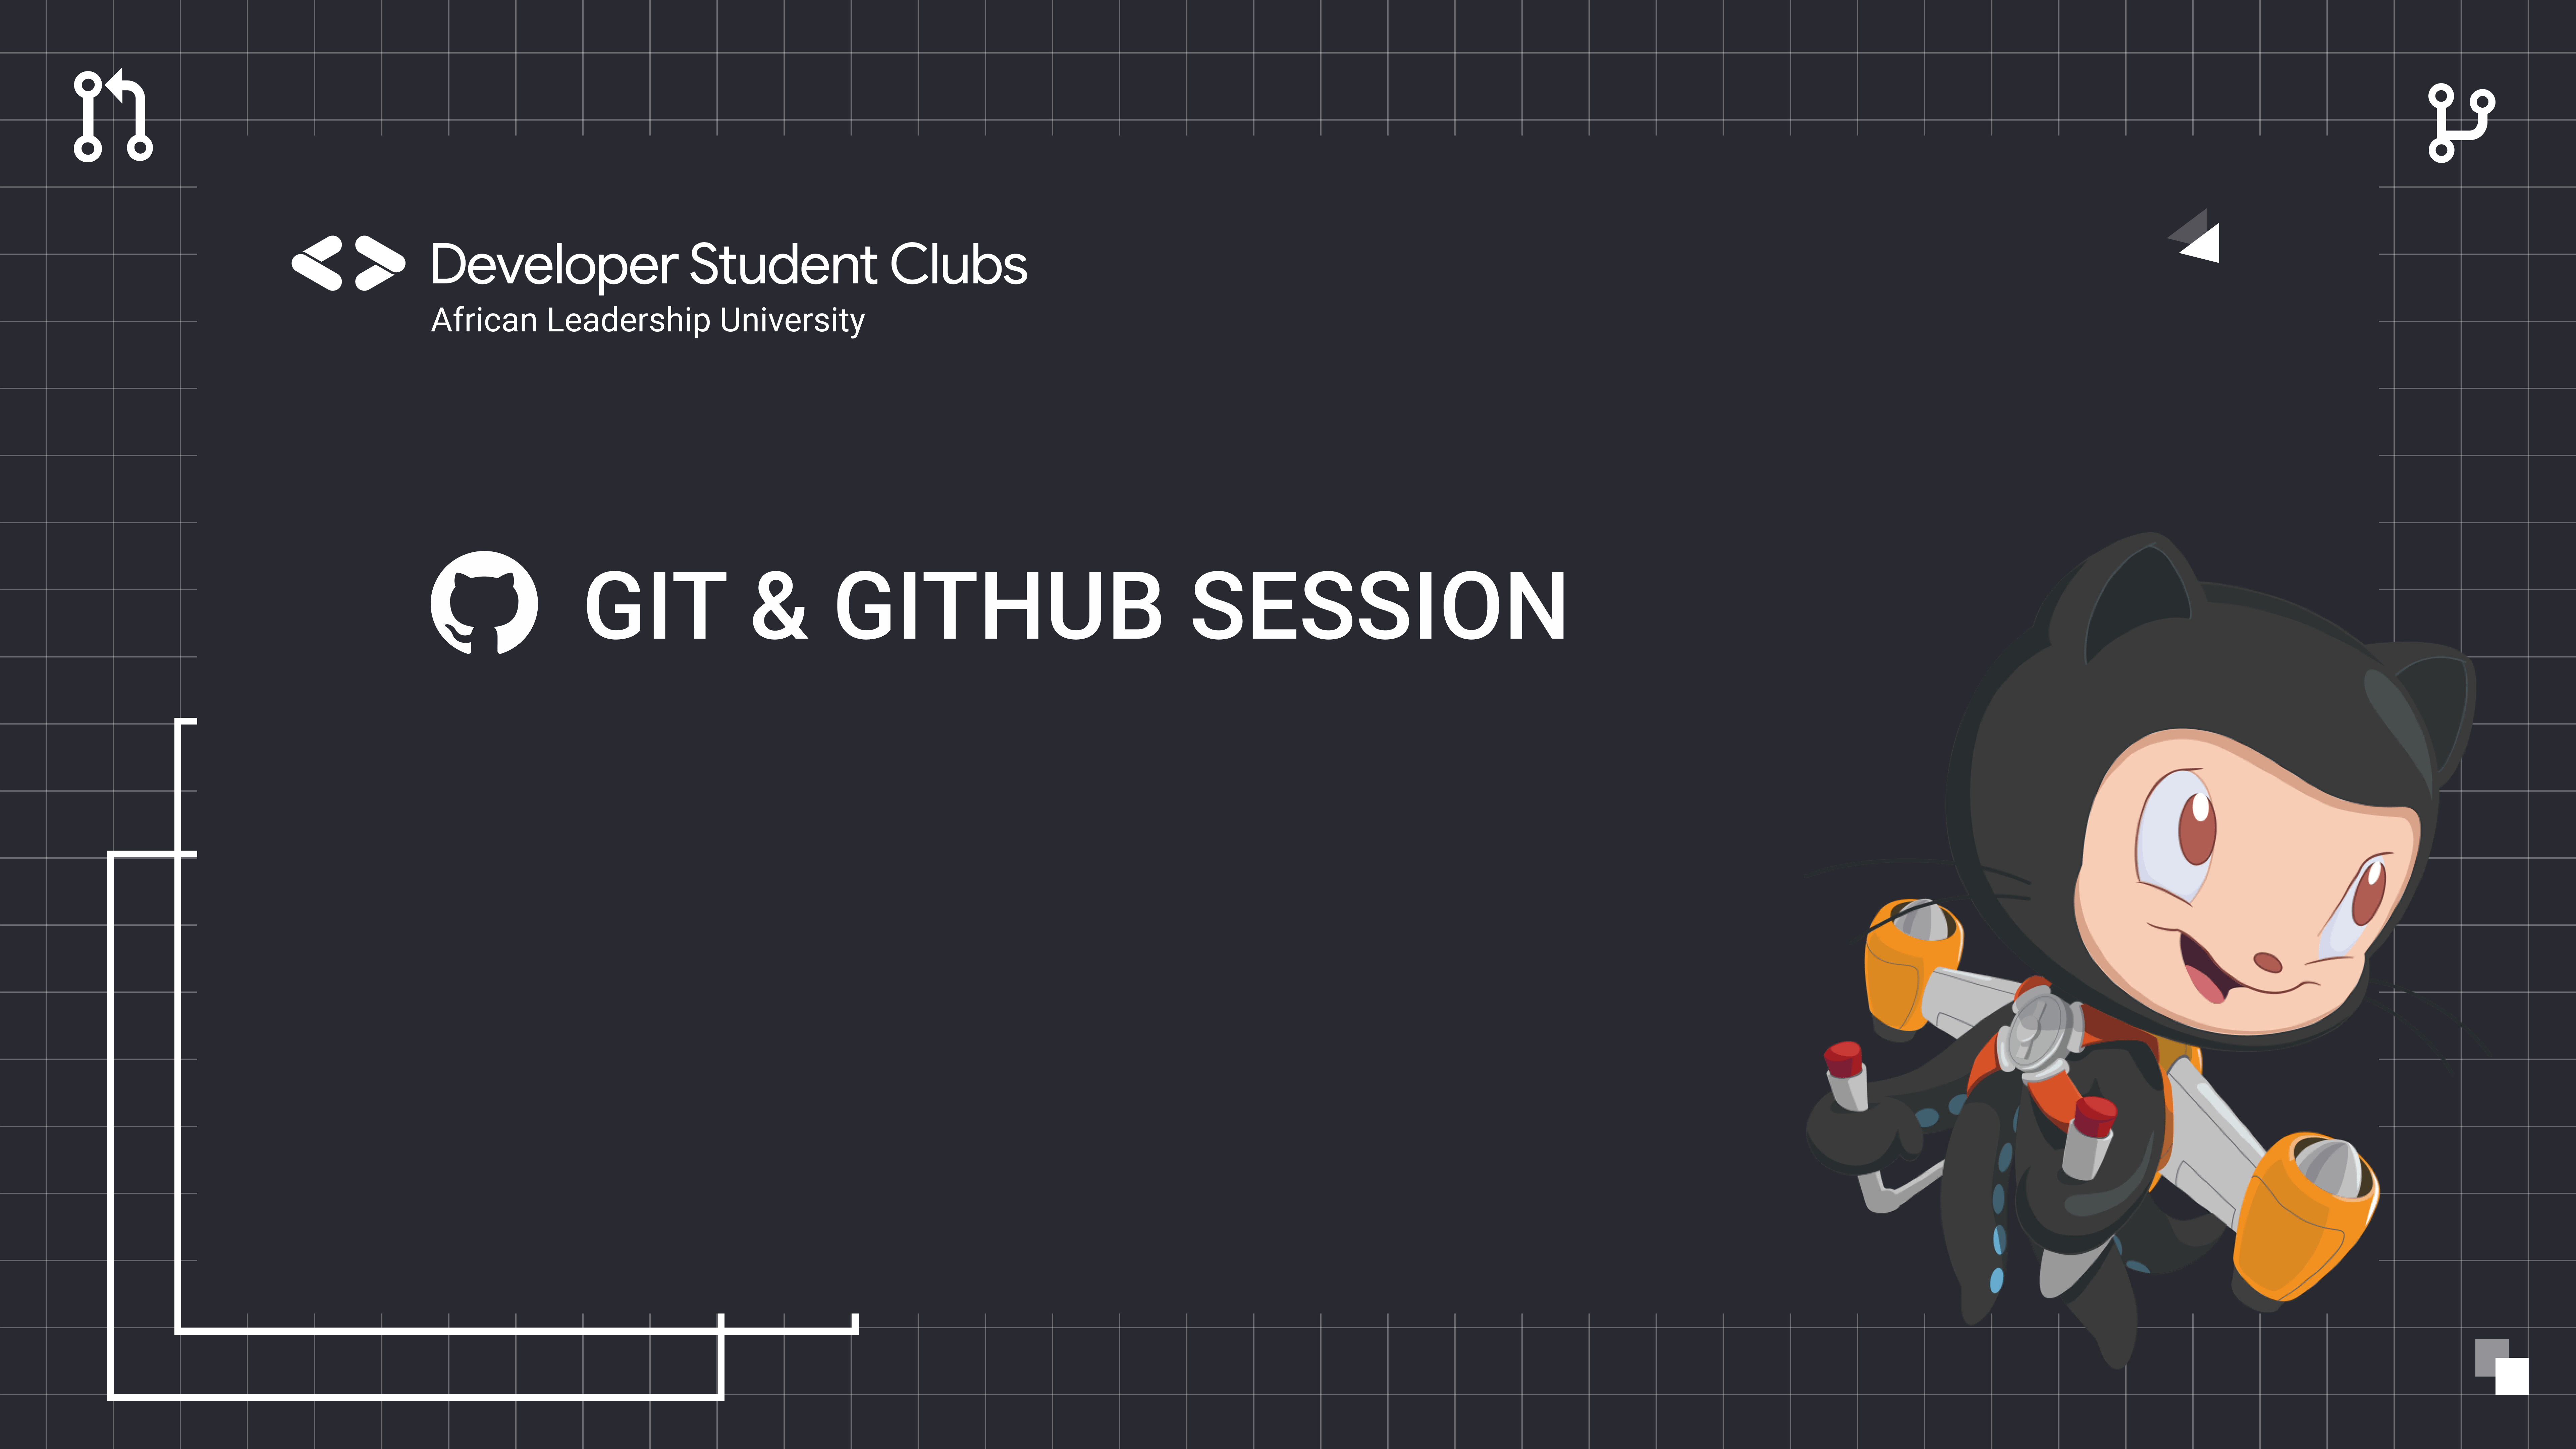 Developer Student Clubs
African Leadership University
GIT & GITHUB SESSION